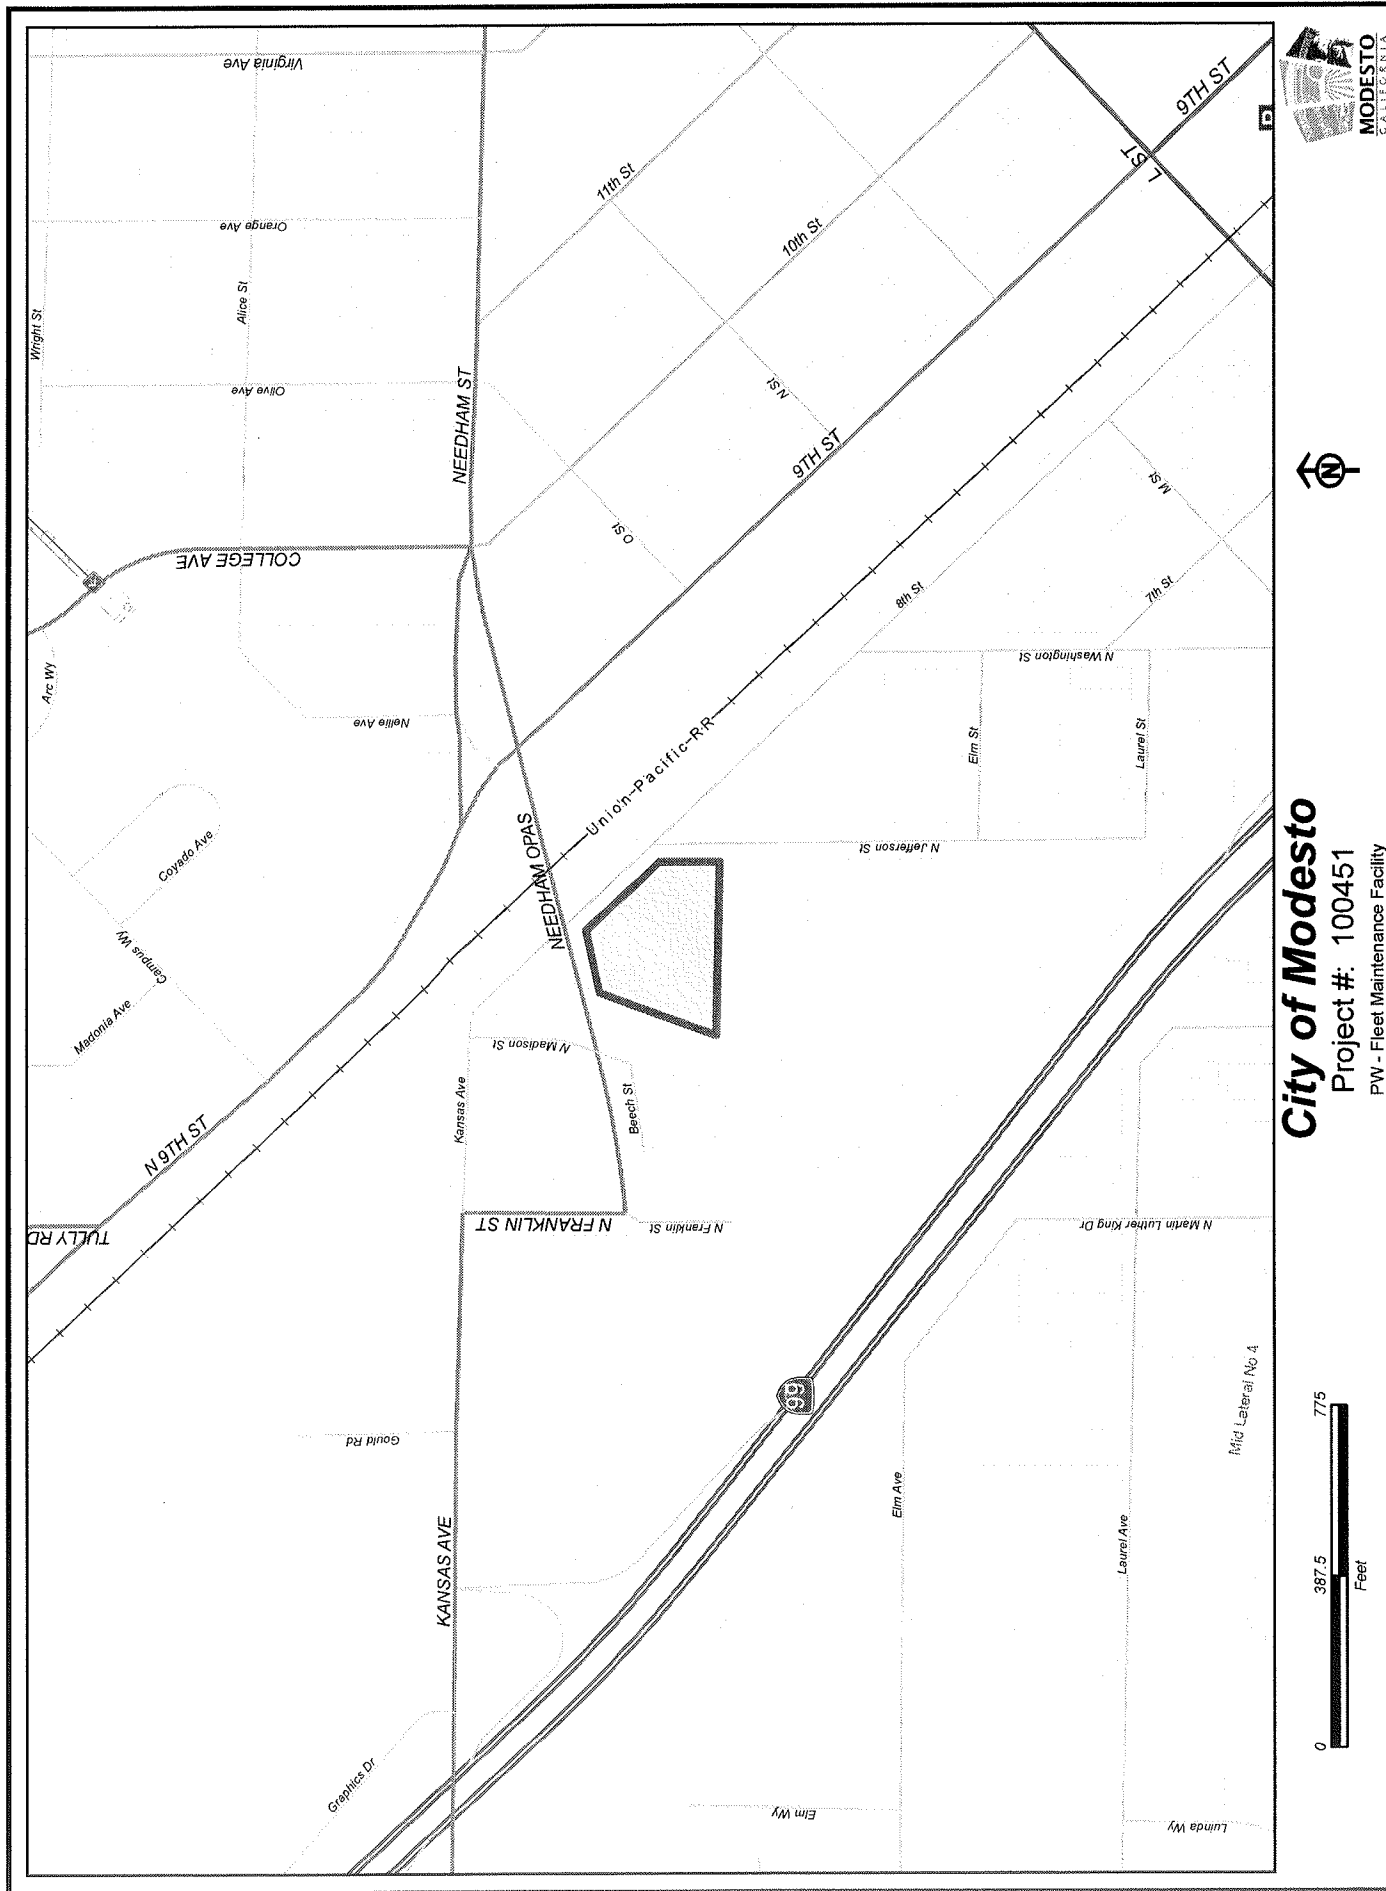 Wright St
Virginia Ave
Orange Ave
Alice St
Olive Ave
COLLEGE AVE
Arc Wy
Nellie Ave
Coyado Ave
Campus Wy
Madonia Ave
N 9TH ST
TULLY RD
NEEDHAM ST
11th St
10th St
9TH ST
L ST
N St
9TH ST
O St
M St
8th St
7th St
N Washington St
Elm St
Laurel St
N Jefferson St
Union Pacific RR
NEEDHAM OPAS
N Madison St
Kansas Ave
Beech St
N FRANKLIN ST
N Franklin St
Gould Rd
KANSAS AVE
Graphics Dr
99
N Martin Luther King Dr
Elm Ave
Laurel Ave
Mid Lateral No 4
Elm Wy
Luinda Wy
0 387.5 775
Feet
City of Modesto
Project #: 100451
PW - Fleet Maintenance Facility
N
MODESTO
CALIFORNIA